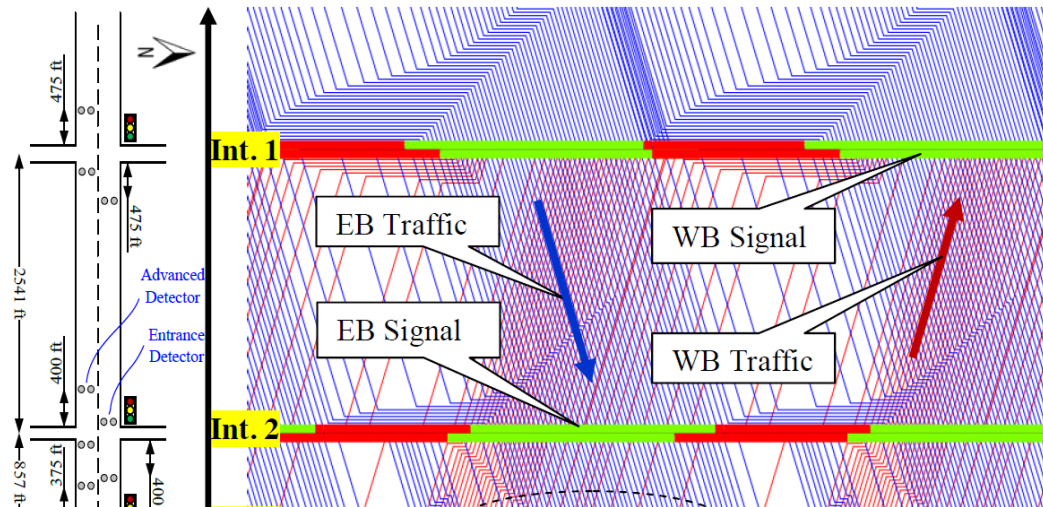 475 ft
N
Int. 1
475 ft
EB Traffic
WB Signal
2541 ft
Advanced
Detector
Entrance
Detector
EB Signal
WB Traffic
400 ft
Int. 2
857 ft
375 ft
400